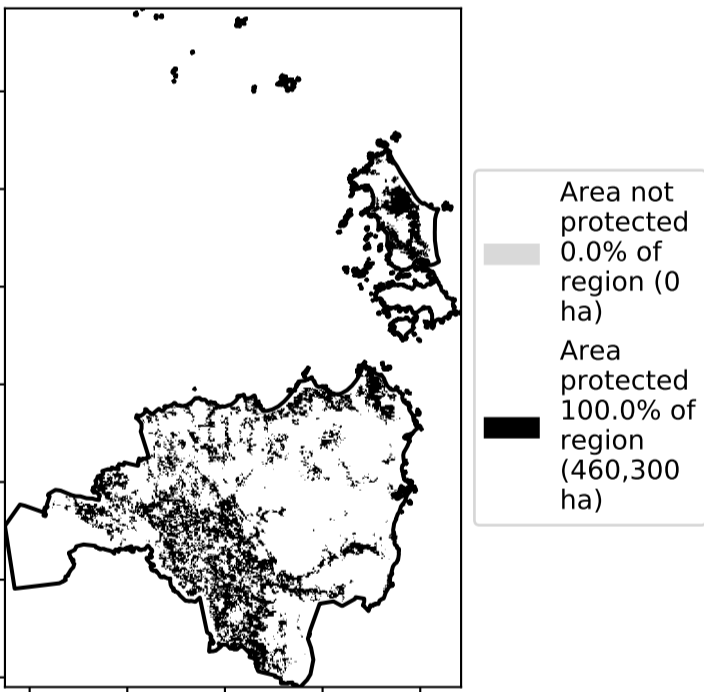 Area not
protected
0.0% of
region (0
ha)
Area
protected
100.0% of
region
(460,300
ha)